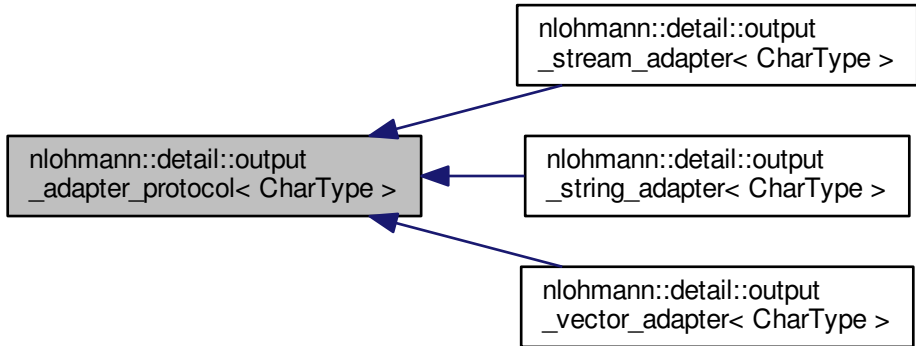 nlohmann::detail::output
_stream_adapter< CharType >
nlohmann::detail::output
_adapter_protocol< CharType >
nlohmann::detail::output
_string_adapter< CharType >
nlohmann::detail::output
_vector_adapter< CharType >